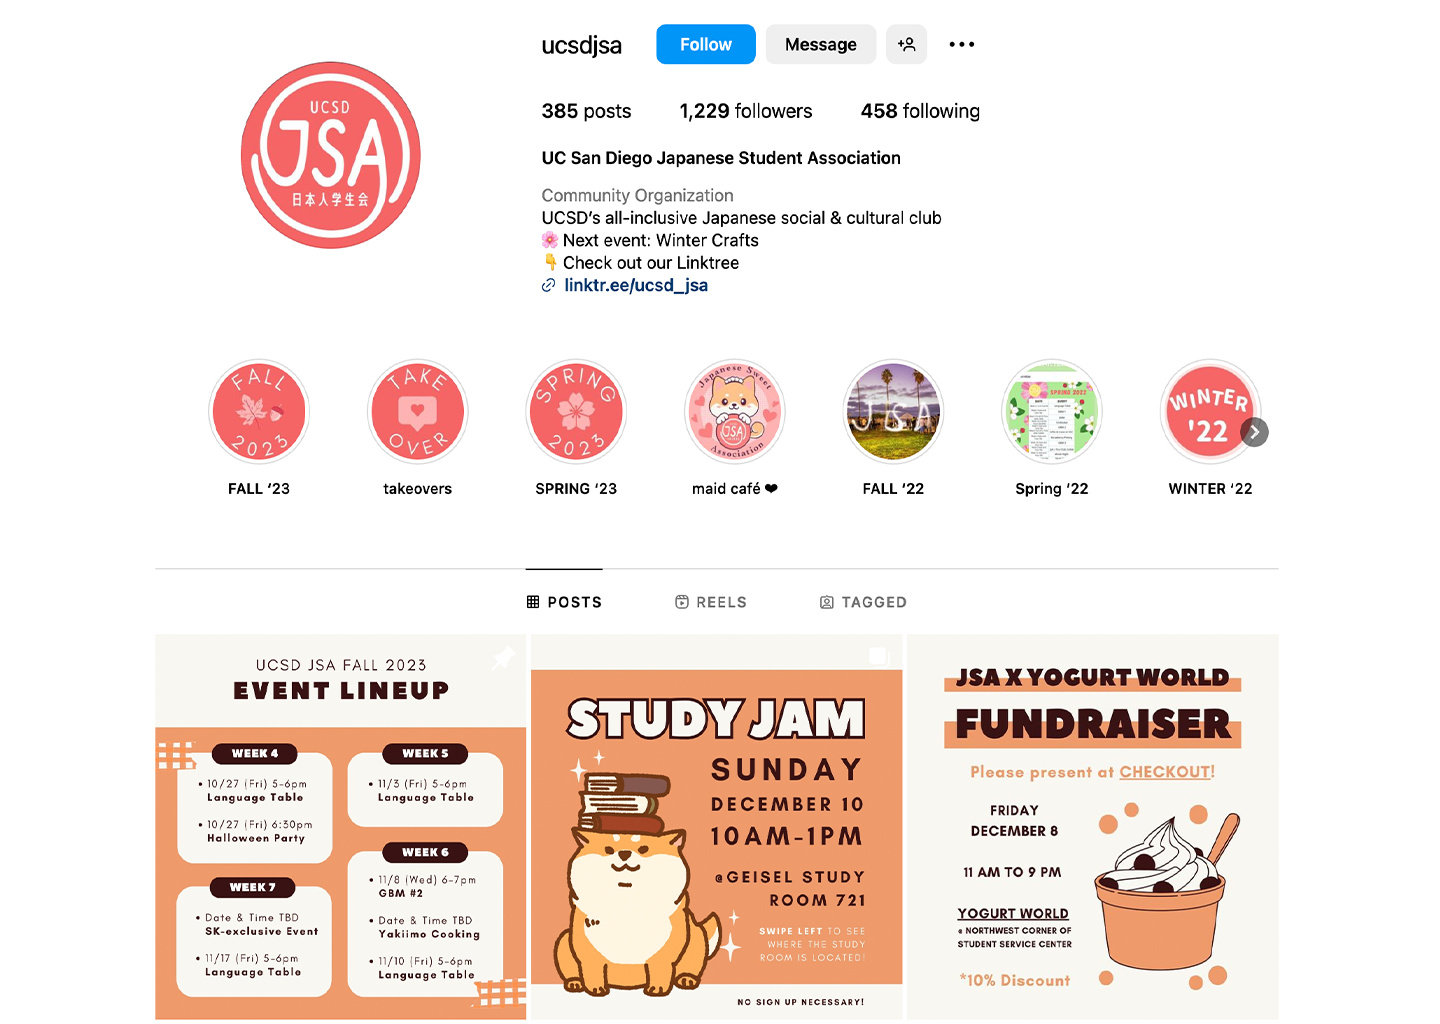 ucsdjsa
Follow
Message
385 posts
1,229 followers
458 following
UC San Diego Japanese Student Association
Community Organization
UCSD’s all-inclusive Japanese social & cultural club
🌸 Next event: Winter Crafts
👇 Check out our Linktree
linktr.ee/ucsd_jsa
UCSD
JSA
日本人学生会
FALL
2023
TAKE
OVER
SPRING
2023
Japanese Sweet
JSA
Association
JSA
SPRING 2022
WINTER
'22
FALL ‘23
takeovers
SPRING ‘23
maid café ❤
FALL ‘22
Spring ‘22
WINTER ‘22
POSTS
REELS
TAGGED
UCSD JSA FALL 2023
EVENT LINEUP
WEEK 4
• 10/27 (Fri) 5-6pm
Language Table
• 10/27 (Fri) 6:30pm
Halloween Party
WEEK 5
• 11/3 (Fri) 5-6pm
Language Table
WEEK 6
• 11/8 (Wed) 6-7pm
GBM #2
• Date & Time TBD
Yakiimo Cooking
• 11/10 (Fri) 5-6pm
Language Table
WEEK 7
• Date & Time TBD
SK-exclusive Event
• 11/17 (Fri) 5-6pm
Language Table
STUDY JAM
SUNDAY
DECEMBER 10
10AM-1PM
@GEISEL STUDY
ROOM 721
SWIPE LEFT TO SEE
WHERE THE STUDY
ROOM IS LOCATED!
NO SIGN UP NECESSARY!
JSA X YOGURT WORLD
FUNDRAISER
Please present at CHECKOUT!
FRIDAY
DECEMBER 8
11 AM TO 9 PM
YOGURT WORLD
@ NORTHWEST CORNER OF
STUDENT SERVICE CENTER
*10% Discount